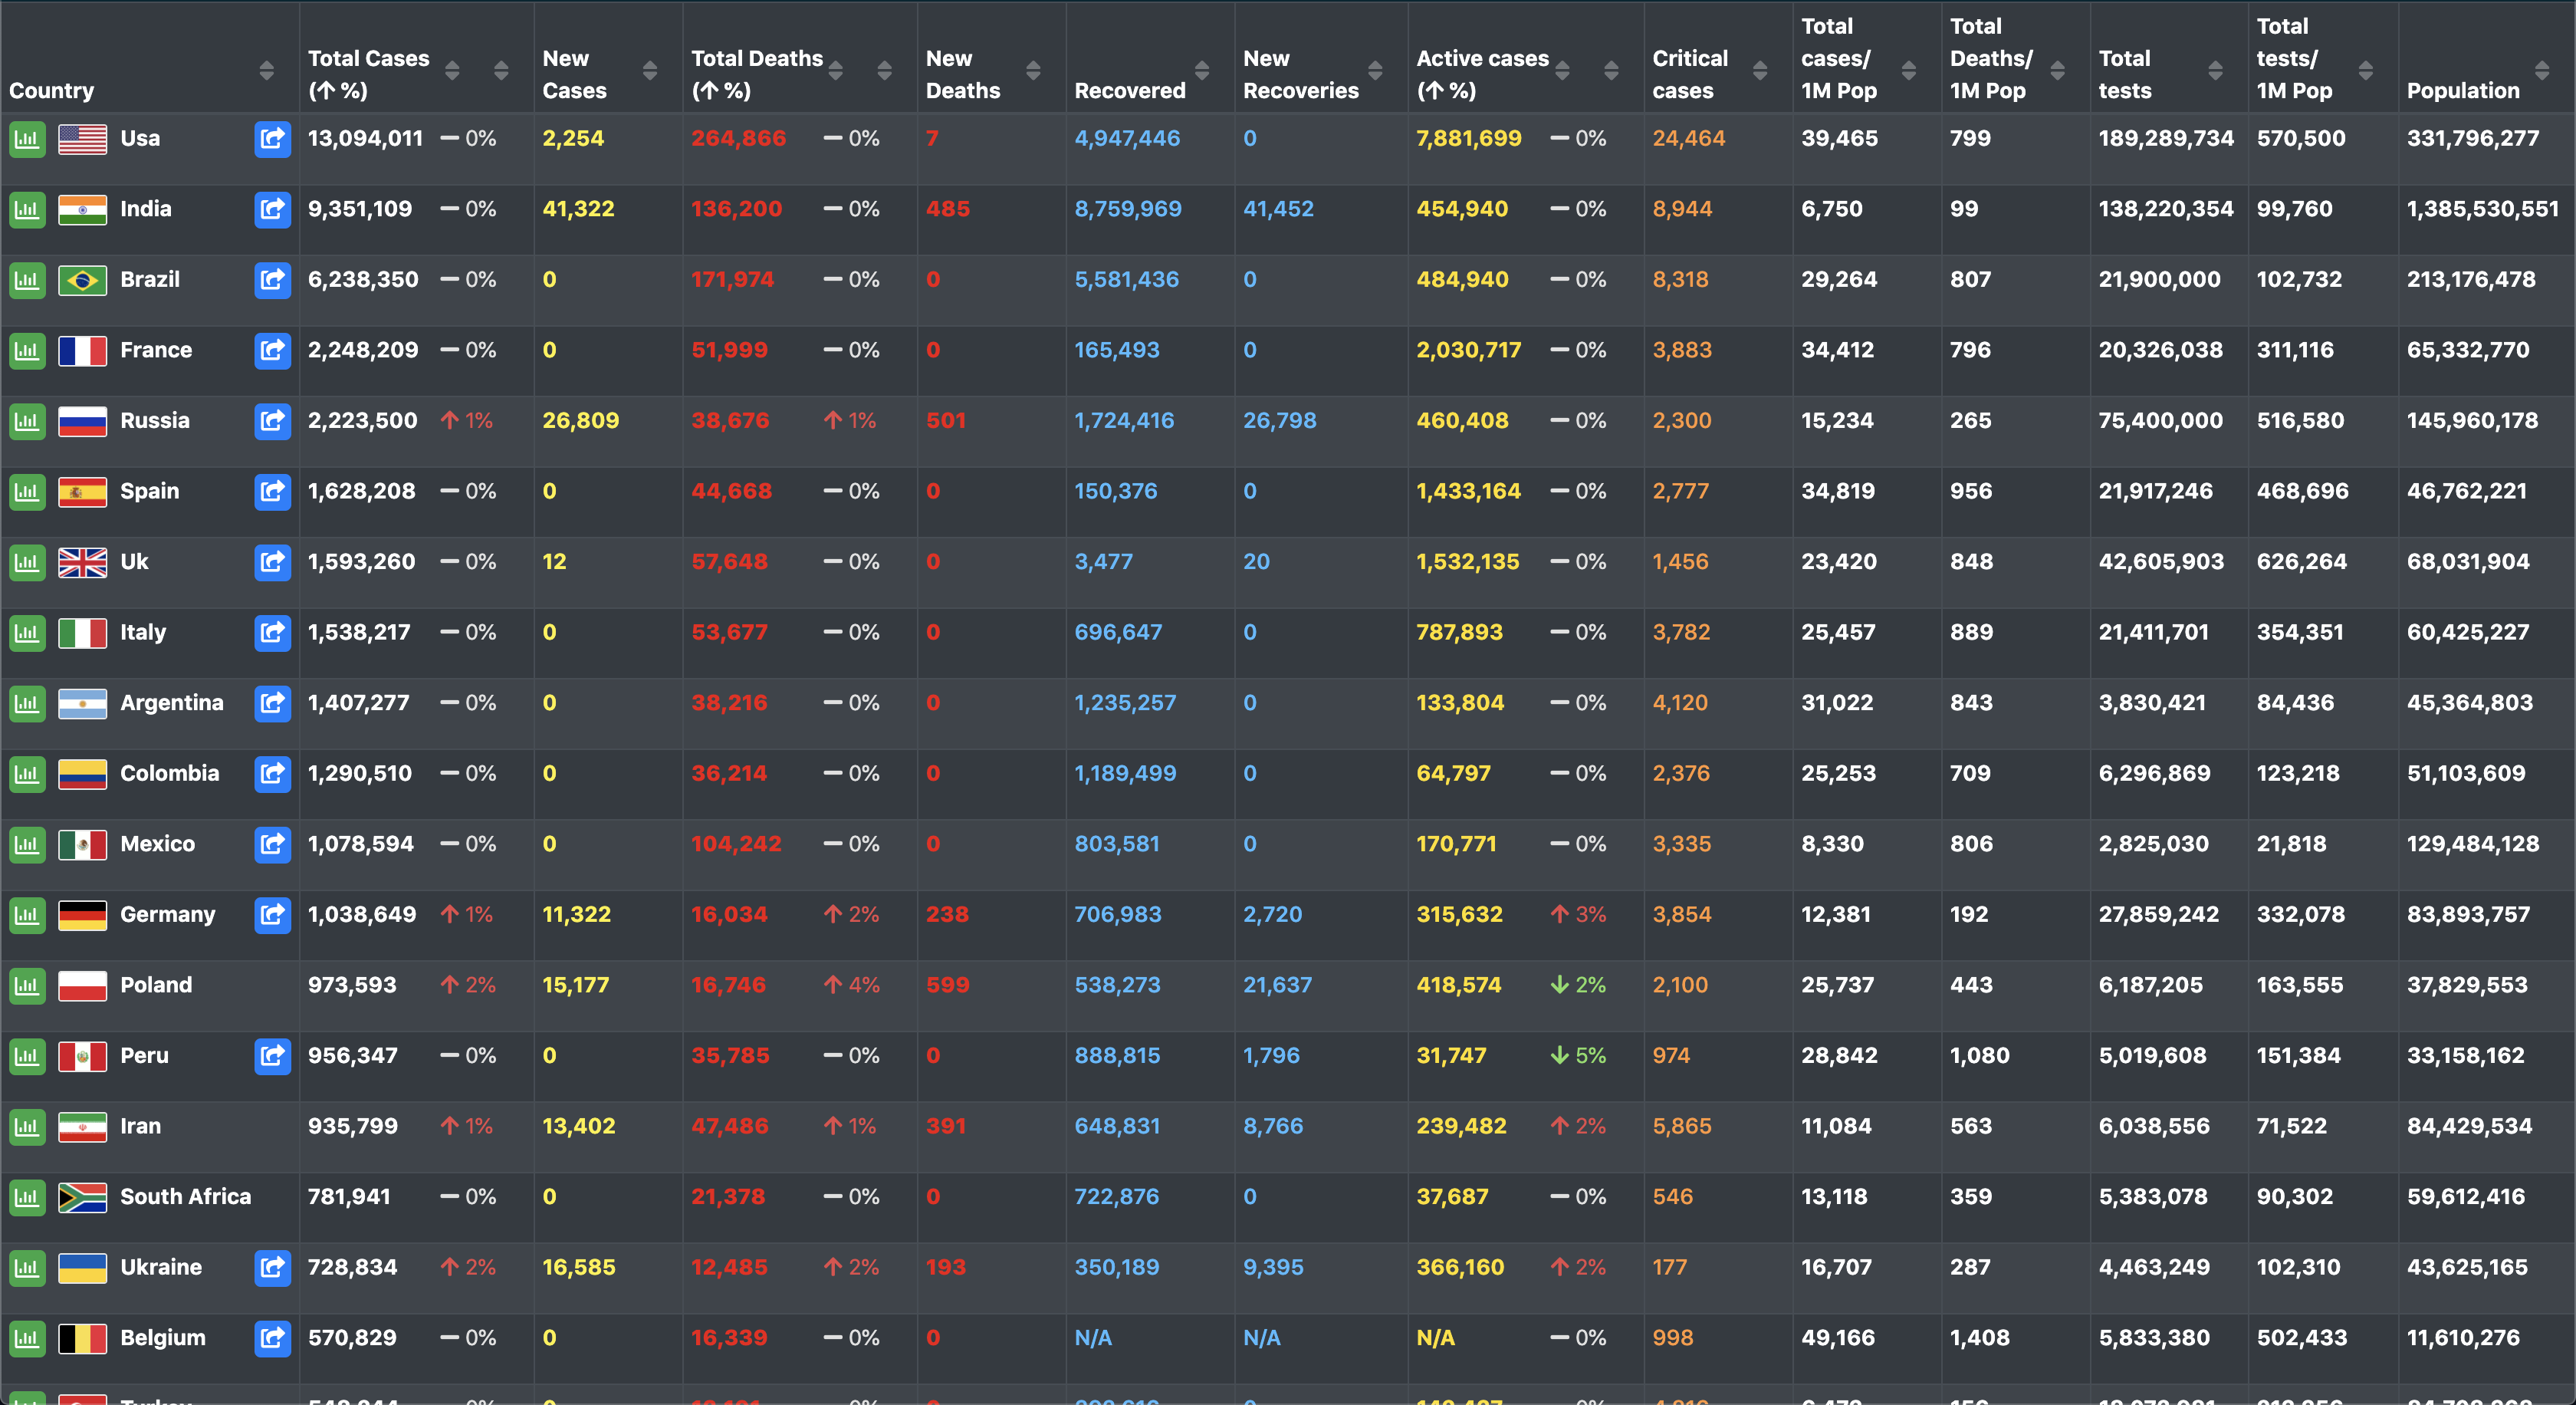 Country Total Cases (↑ %) New Cases Total Deaths (↑ %) New Deaths Recovered New Recoveries Active cases (↑ %) Critical cases Total cases/ 1M Pop Total Deaths/ 1M Pop Total tests Total tests/ 1M Pop Population
Usa 13,094,011 0% 2,254 264,866 0% 7 4,947,446 0 7,881,699 0% 24,464 39,465 799 189,289,734 570,500 331,796,277
India 9,351,109 0% 41,322 136,200 0% 485 8,759,969 41,452 454,940 0% 8,944 6,750 99 138,220,354 99,760 1,385,530,551
Brazil 6,238,350 0% 0 171,974 0% 0 5,581,436 0 484,940 0% 8,318 29,264 807 21,900,000 102,732 213,176,478
France 2,248,209 0% 0 51,999 0% 0 165,493 0 2,030,717 0% 3,883 34,412 796 20,326,038 311,116 65,332,770
Russia 2,223,500 ↑ 1% 26,809 38,676 ↑ 1% 501 1,724,416 26,798 460,408 0% 2,300 15,234 265 75,400,000 516,580 145,960,178
Spain 1,628,208 0% 0 44,668 0% 0 150,376 0 1,433,164 0% 2,777 34,819 956 21,917,246 468,696 46,762,221
Uk 1,593,260 0% 12 57,648 0% 0 3,477 20 1,532,135 0% 1,456 23,420 848 42,605,903 626,264 68,031,904
Italy 1,538,217 0% 0 53,677 0% 0 696,647 0 787,893 0% 3,782 25,457 889 21,411,701 354,351 60,425,227
Argentina 1,407,277 0% 0 38,216 0% 0 1,235,257 0 133,804 0% 4,120 31,022 843 3,830,421 84,436 45,364,803
Colombia 1,290,510 0% 0 36,214 0% 0 1,189,499 0 64,797 0% 2,376 25,253 709 6,296,869 123,218 51,103,609
Mexico 1,078,594 0% 0 104,242 0% 0 803,581 0 170,771 0% 3,335 8,330 806 2,825,030 21,818 129,484,128
Germany 1,038,649 ↑ 1% 11,322 16,034 ↑ 2% 238 706,983 2,720 315,632 ↑ 3% 3,854 12,381 192 27,859,242 332,078 83,893,757
Poland 973,593 ↑ 2% 15,177 16,746 ↑ 4% 599 538,273 21,637 418,574 ↓ 2% 2,100 25,737 443 6,187,205 163,555 37,829,553
Peru 956,347 0% 0 35,785 0% 0 888,815 1,796 31,747 ↓ 5% 974 28,842 1,080 5,019,608 151,384 33,158,162
Iran 935,799 ↑ 1% 13,402 47,486 ↑ 1% 391 648,831 8,766 239,482 ↑ 2% 5,865 11,084 563 6,038,556 71,522 84,429,534
South Africa 781,941 0% 0 21,378 0% 0 722,876 0 37,687 0% 546 13,118 359 5,383,078 90,302 59,612,416
Ukraine 728,834 ↑ 2% 16,585 12,485 ↑ 2% 193 350,189 9,395 366,160 ↑ 2% 177 16,707 287 4,463,249 102,310 43,625,165
Belgium 570,829 0% 0 16,339 0% 0 N/A N/A N/A 0% 998 49,166 1,408 5,833,380 502,433 11,610,276